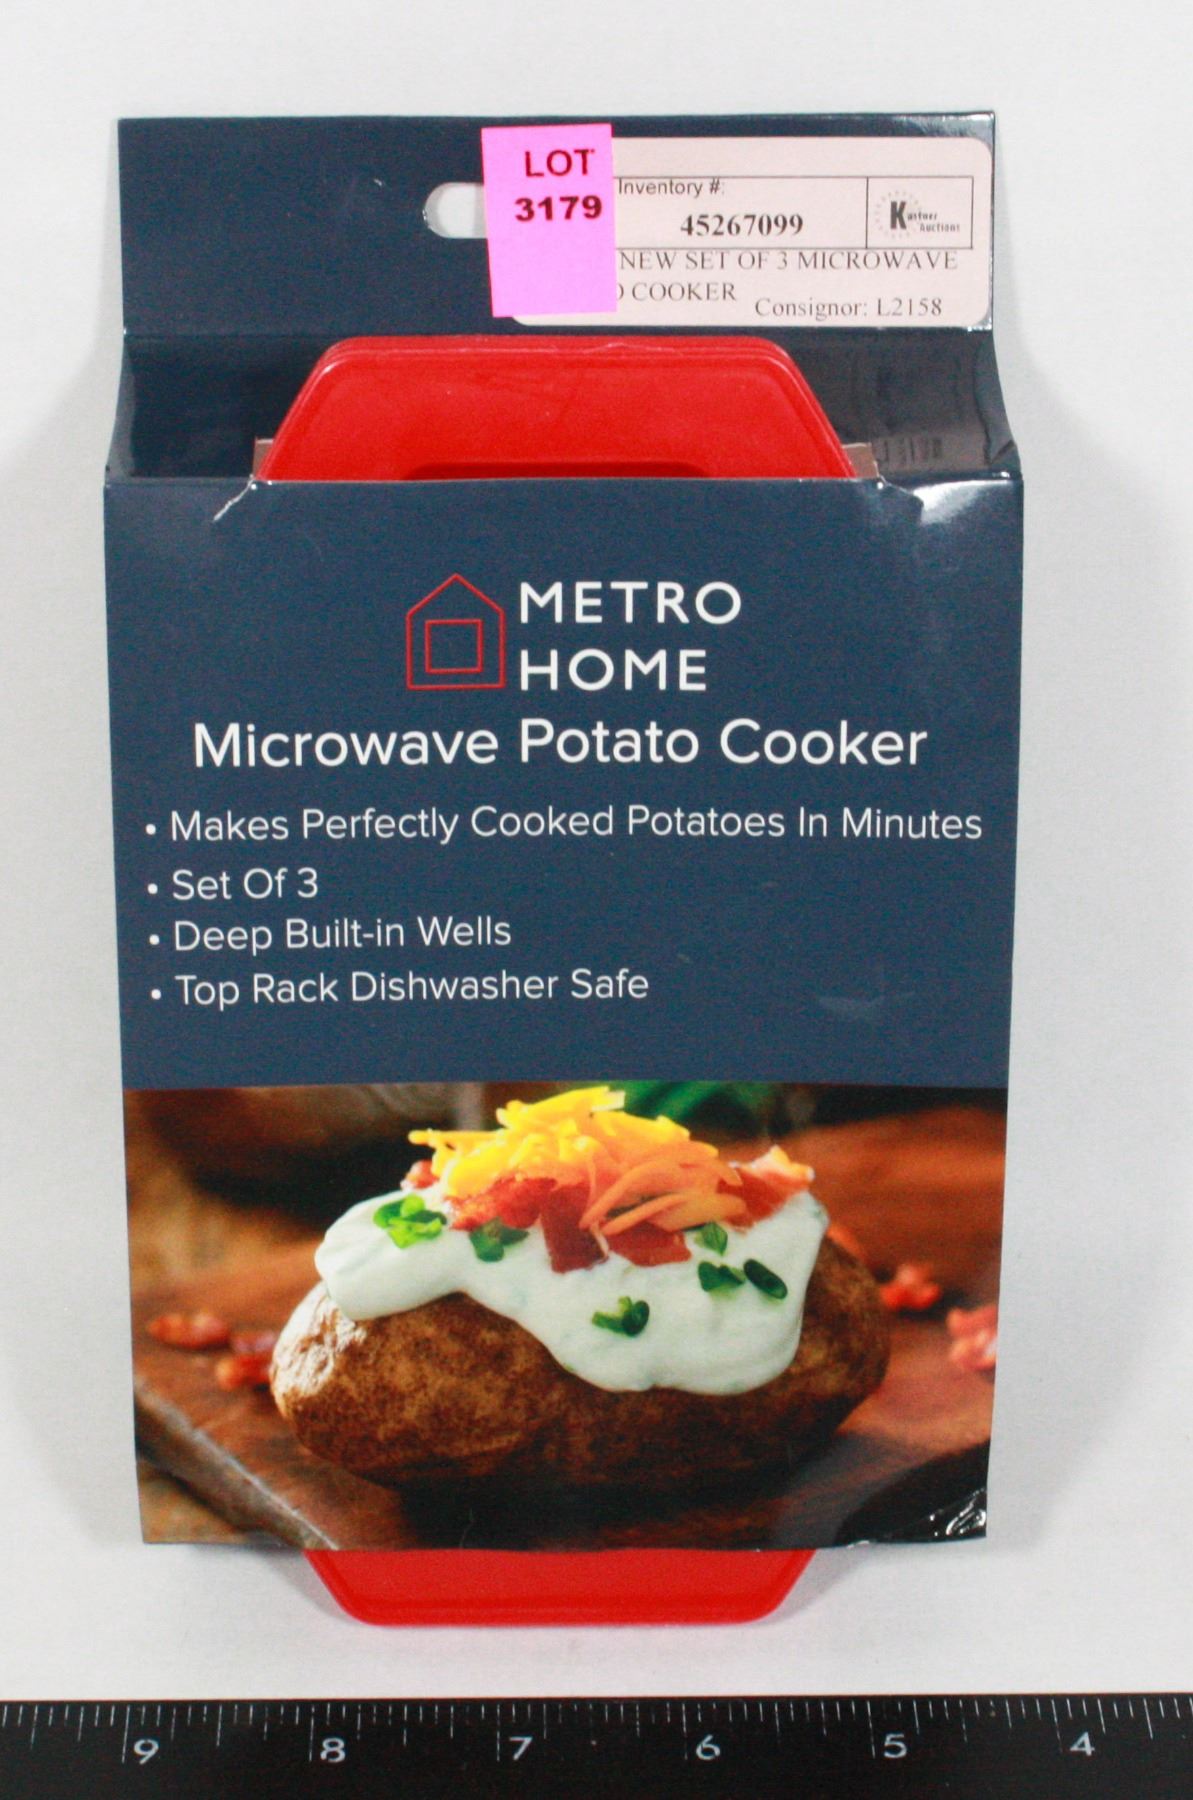 LOT
3179
Inventory #:
45267099
Kastner
Auctions
NEW SET OF 3 MICROWAVE
COOKER
Consignor: L2158
METRO
HOME
Microwave Potato Cooker
• Makes Perfectly Cooked Potatoes In Minutes
• Set Of 3
• Deep Built-in Wells
• Top Rack Dishwasher Safe
9 8 7 6 5 4